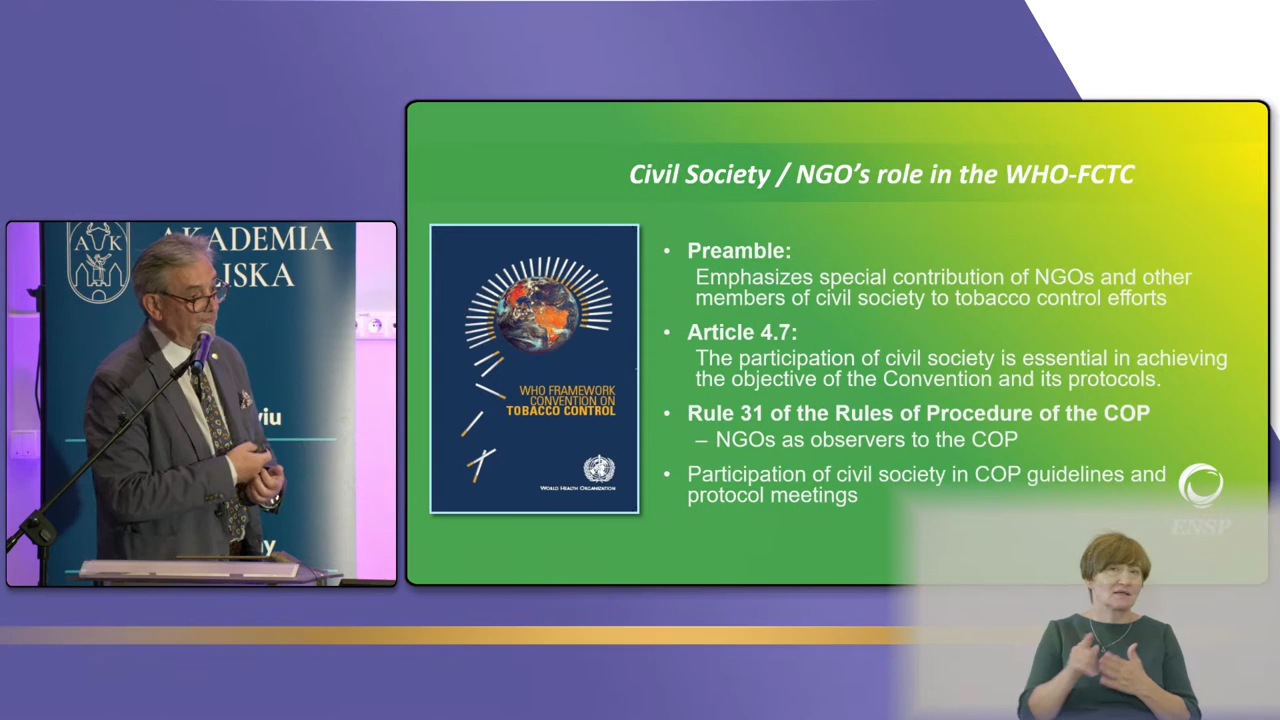 AK
AKADEMIA
Civil Society / NGO's role in the WHO-FCTC
WHO FRAMEWORK
CONVENTION ON
TOBACCO CONTROL
WORLD HEALTH ORGANIZATION
• Preamble:
Emphasizes special contribution of NGOs and other
members of civil society to tobacco control efforts
• Article 4.7:
The participation of civil society is essential in achieving
the objective of the Convention and its protocols.
• Rule 31 of the Rules of Procedure of the COP
– NGOs as observers to the COP
• Participation of civil society in COP guidelines and
protocol meetings
ENSP